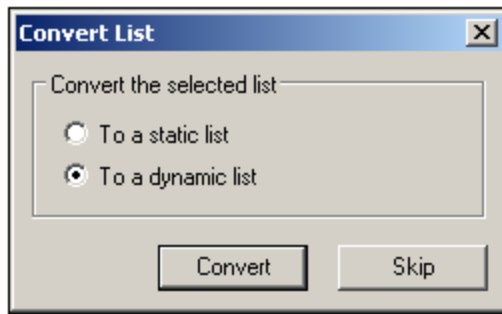 Convert List
Convert the selected list
To a static list
To a dynamic list
Convert Skip